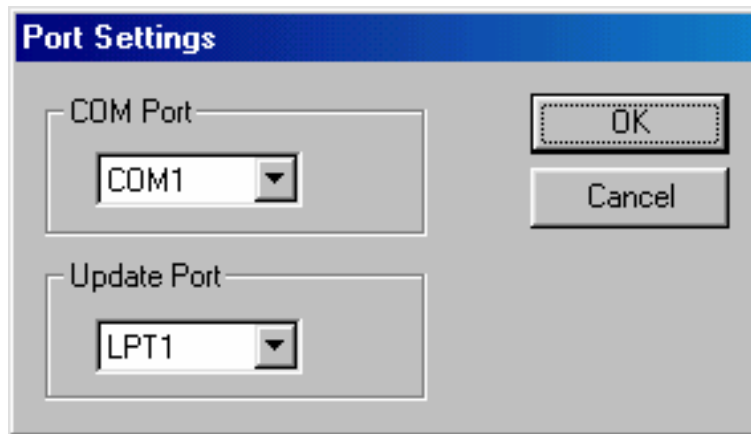 Port Settings
COM Port
COM1
OK
Cancel
Update Port
LPT1